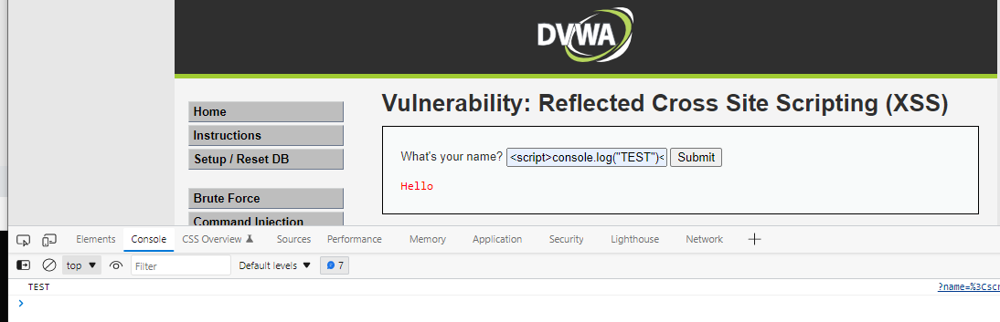 DVWA
Vulnerability: Reflected Cross Site Scripting (XSS)
Home
Instructions
Setup / Reset DB
Brute Force
Command Injection
What's your name? <script>console.log("TEST")< Submit
Hello
Elements Console CSS Overview Sources Performance Memory Application Security Lighthouse Network
top Filter Default levels 7
TEST ?name=%3Cscr